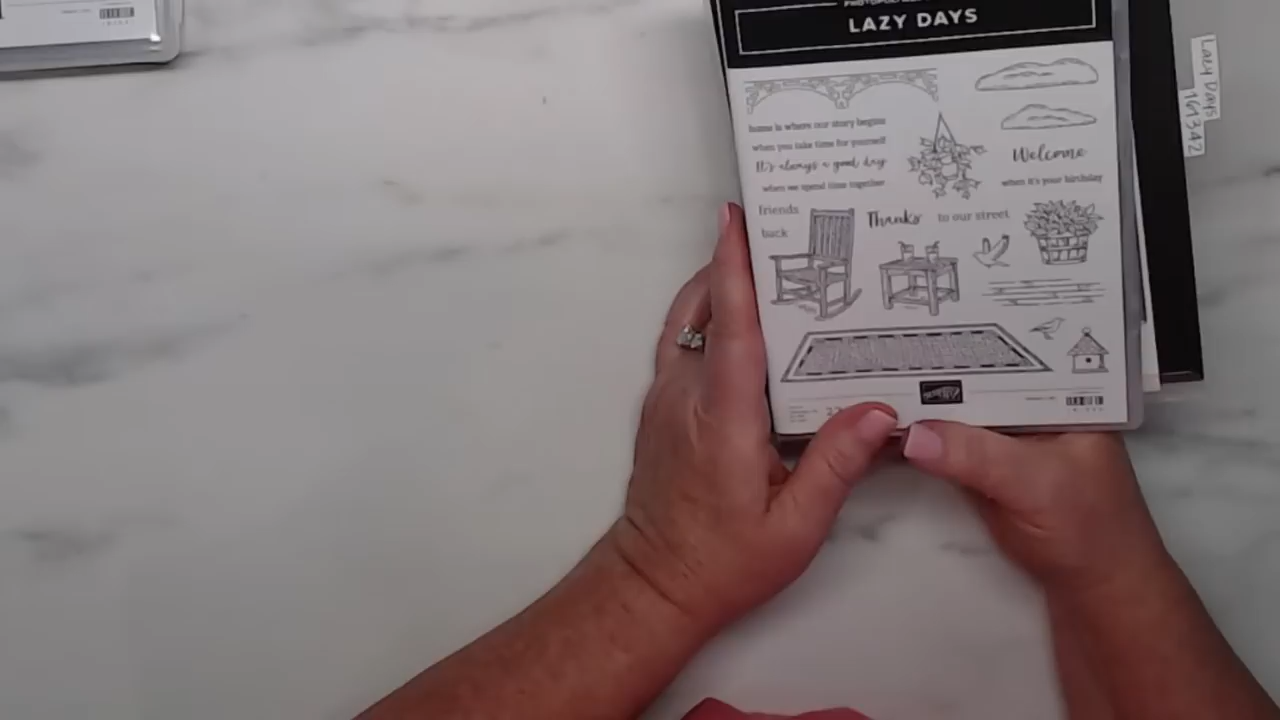 LAZY DAYS
home is where our story begins
when you take time for yourself
It's always a good day
when we spend time together
Welcome
when it's your birthday
friends
back
Thanks
to our street
Lazy Days
161342